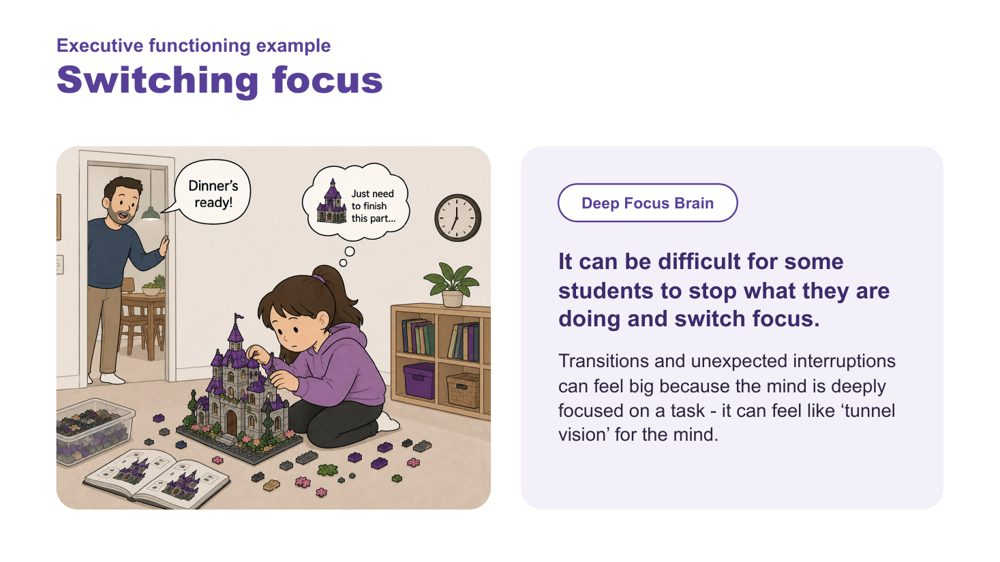 Executive functioning example
Switching focus
Dinner's
ready!
Just need
to finish
this part...
Deep Focus Brain
It can be difficult for some
students to stop what they are
doing and switch focus.
Transitions and unexpected interruptions
can feel big because the mind is deeply
focused on a task - it can feel like ‘tunnel
vision’ for the mind.